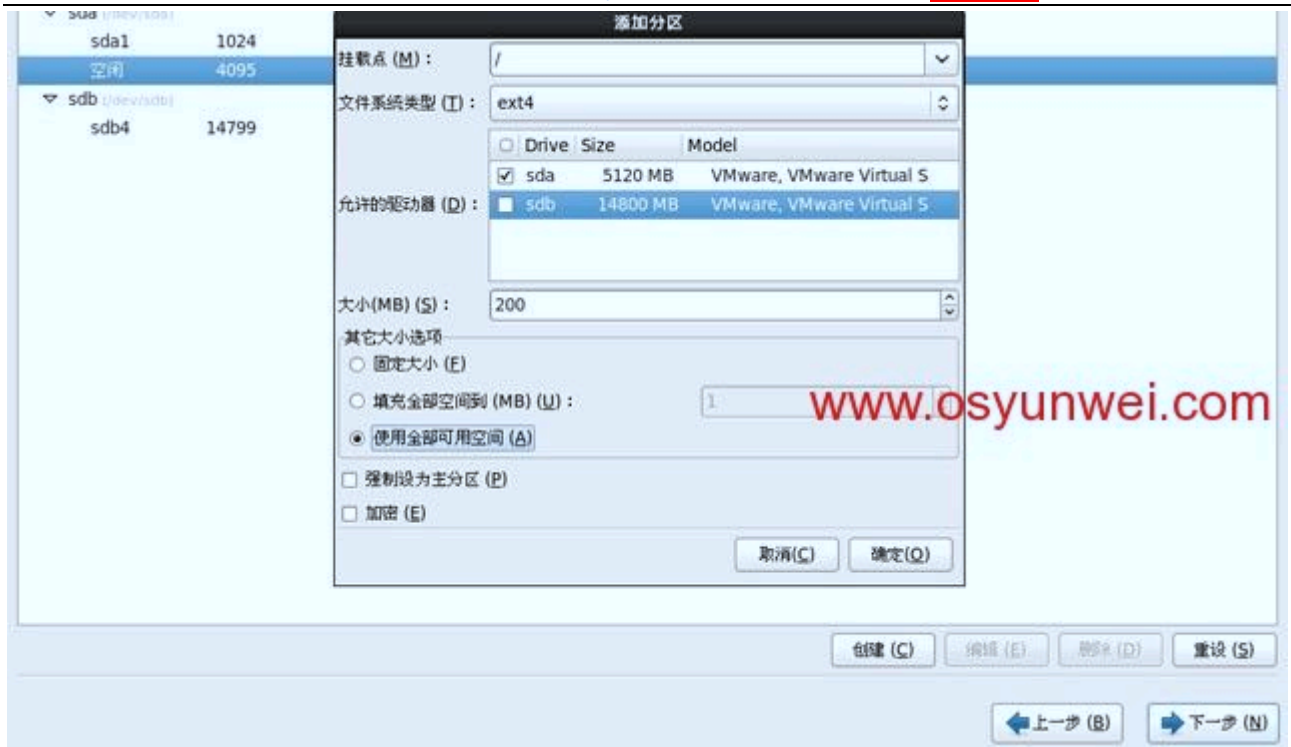 添加分区
sda (/dev/sda)
sda1 1024
空闲 4095
sdb (/dev/sdb)
sdb4 14799
挂载点 (M)： /
文件系统类型 (T)： ext4
Drive Size Model
sda 5120 MB VMware, VMware Virtual S
允许的驱动器 (D)： sdb 14800 MB VMware, VMware Virtual S
大小(MB) (S)： 200
其它大小选项
固定大小 (F)
填充全部空间到 (MB) (U)： 1
www.osyunwei.com
使用全部可用空间 (A)
强制设为主分区 (P)
加密 (E)
取消(C) 确定(O)
创建 (C) 编辑 (E) 删除 (D) 重设 (S)
上一步 (B) 下一步 (N)